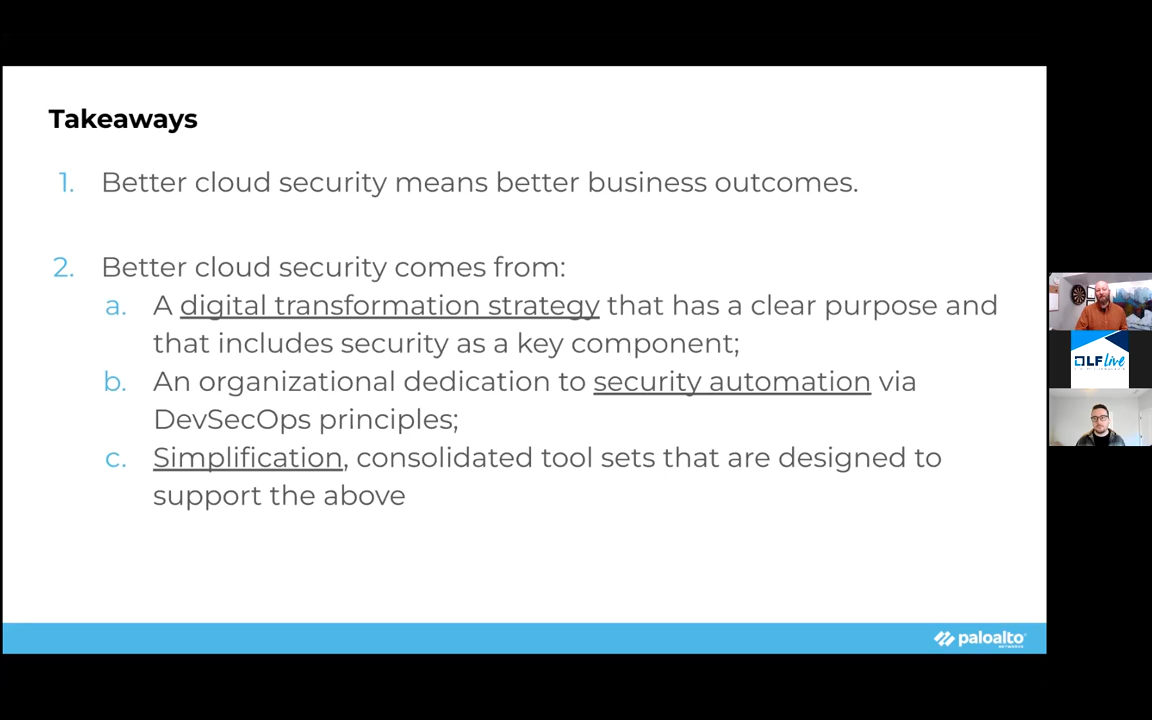 Takeaways
1. Better cloud security means better business outcomes.
2. Better cloud security comes from:
a. A digital transformation strategy that has a clear purpose and
that includes security as a key component;
b. An organizational dedication to security automation via
DevSecOps principles;
c. Simplification, consolidated tool sets that are designed to
support the above
LF live
paloalto
NETWORKS